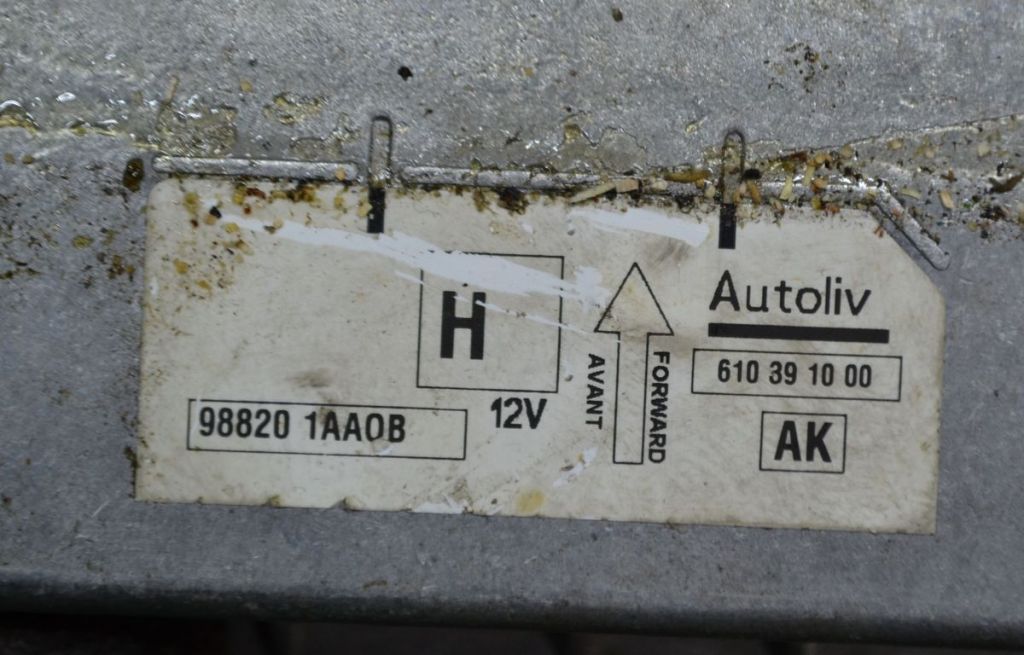 H
12V
98820 1AA0B
AVANT
FORWARD
Autoliv
610 39 10 00
AK